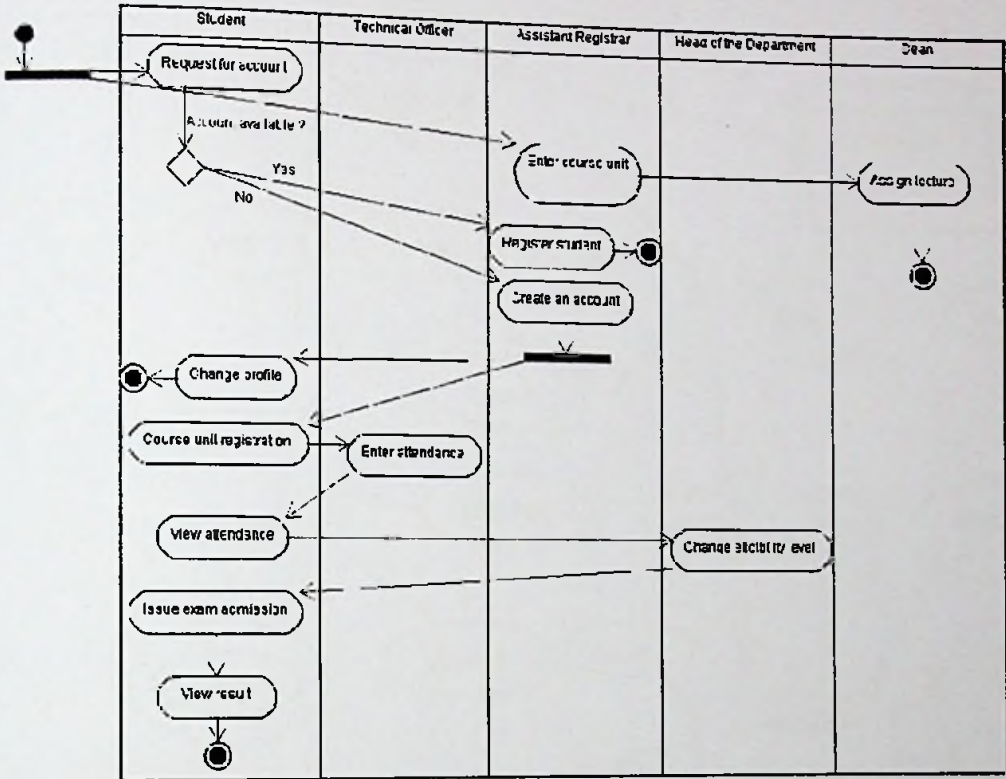 Student
Technical Officer
Assistant Registrar
Head of the Department
Dean
Request for account
Account available ?
Yes
No
Enter course unit
Assign lecture
Register student
Create an account
Change profile
Course unit registration
Enter attendance
View attendance
Change eligibility level
Issue exam admission
View result